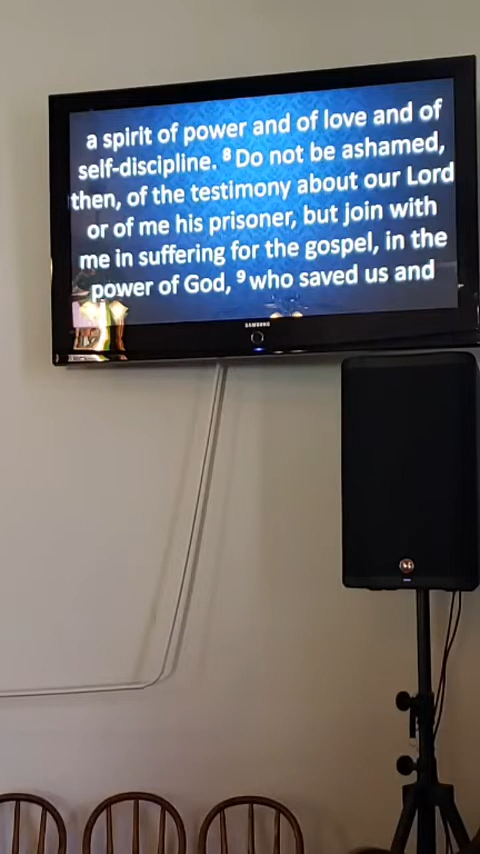 a spirit of power and of love and of
self-discipline. ⁸ Do not be ashamed,
then, of the testimony about our Lord
or of me his prisoner, but join with
me in suffering for the gospel, in the
power of God, ⁹ who saved us and
SAMSUNG